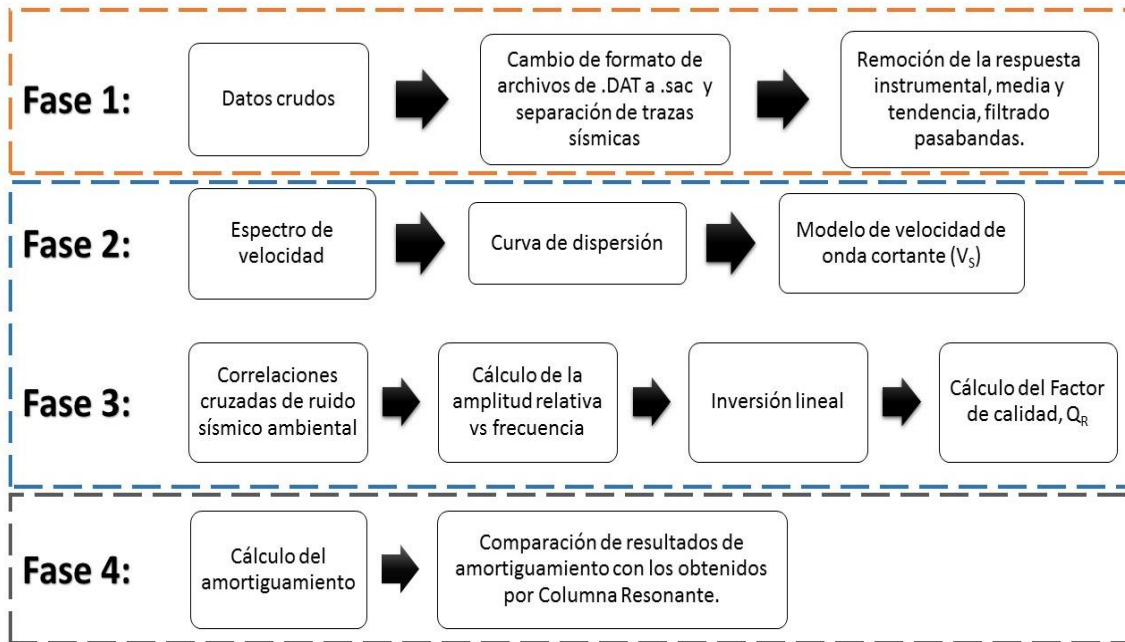 Fase 1:
Datos crudos
Cambio de formato de
archivos de .DAT a .sac y
separación de trazas
sísmicas
Remoción de la respuesta
instrumental, media y
tendencia, filtrado
pasabandas.
Fase 2:
Espectro de
velocidad
Curva de dispersión
Modelo de velocidad de
onda cortante (VS)
Fase 3:
Correlaciones
cruzadas de ruido
sísmico ambiental
Cálculo de la
amplitud relativa
vs frecuencia
Inversión lineal
Cálculo del Factor
de calidad, QR
Fase 4:
Cálculo del
amortiguamiento
Comparación de resultados de
amortiguamiento con los obtenidos
por Columna Resonante.